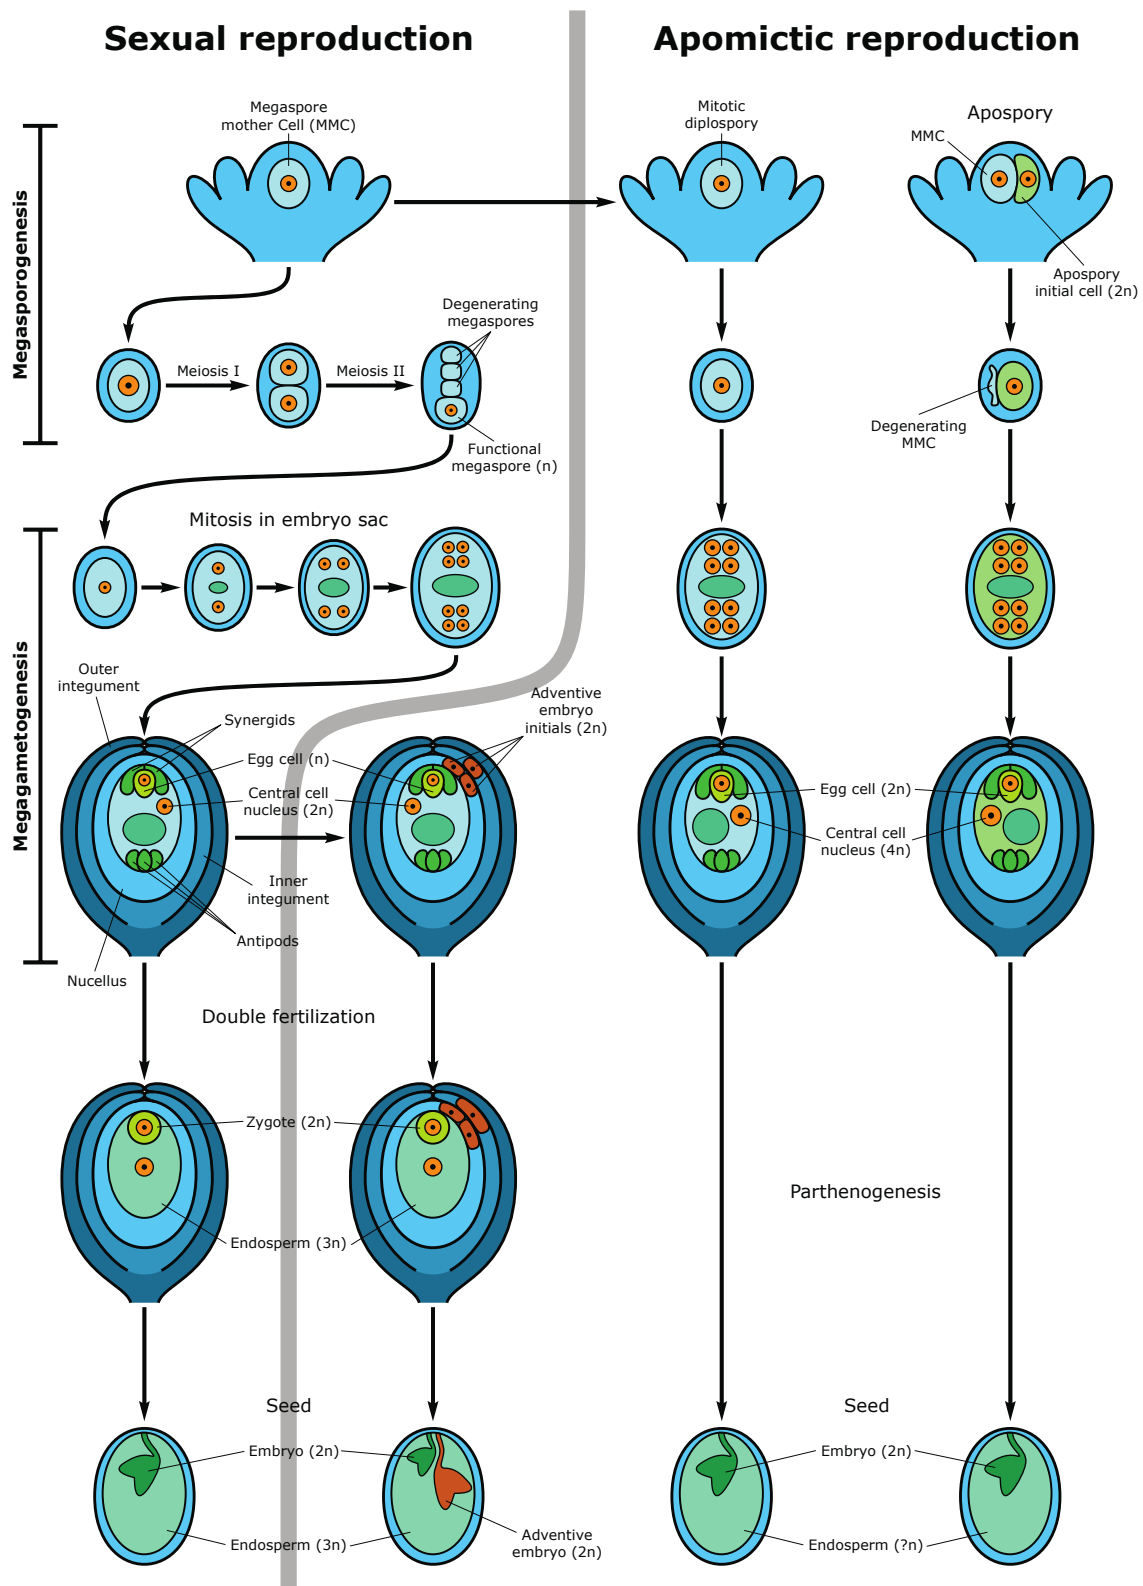 Sexual reproduction
Apomictic reproduction
Megasporogenesis
Megaspore
mother Cell (MMC)
Mitotic
diplospory
Apospory
MMC
Apospory
initial cell (2n)
Meiosis I
Meiosis II
Degenerating
megaspores
Functional
megaspore (n)
Degenerating
MMC
Megagametogenesis
Mitosis in embryo sac
Outer
integument
Synergids
Egg cell (n)
Central cell
nucleus (2n)
Inner
integument
Antipods
Nucellus
Adventive
embryo
initials (2n)
Egg cell (2n)
Central cell
nucleus (4n)
Double fertilization
Zygote (2n)
Endosperm (3n)
Parthenogenesis
Seed
Embryo (2n)
Endosperm (3n)
Adventive
embryo (2n)
Seed
Embryo (2n)
Endosperm (?n)